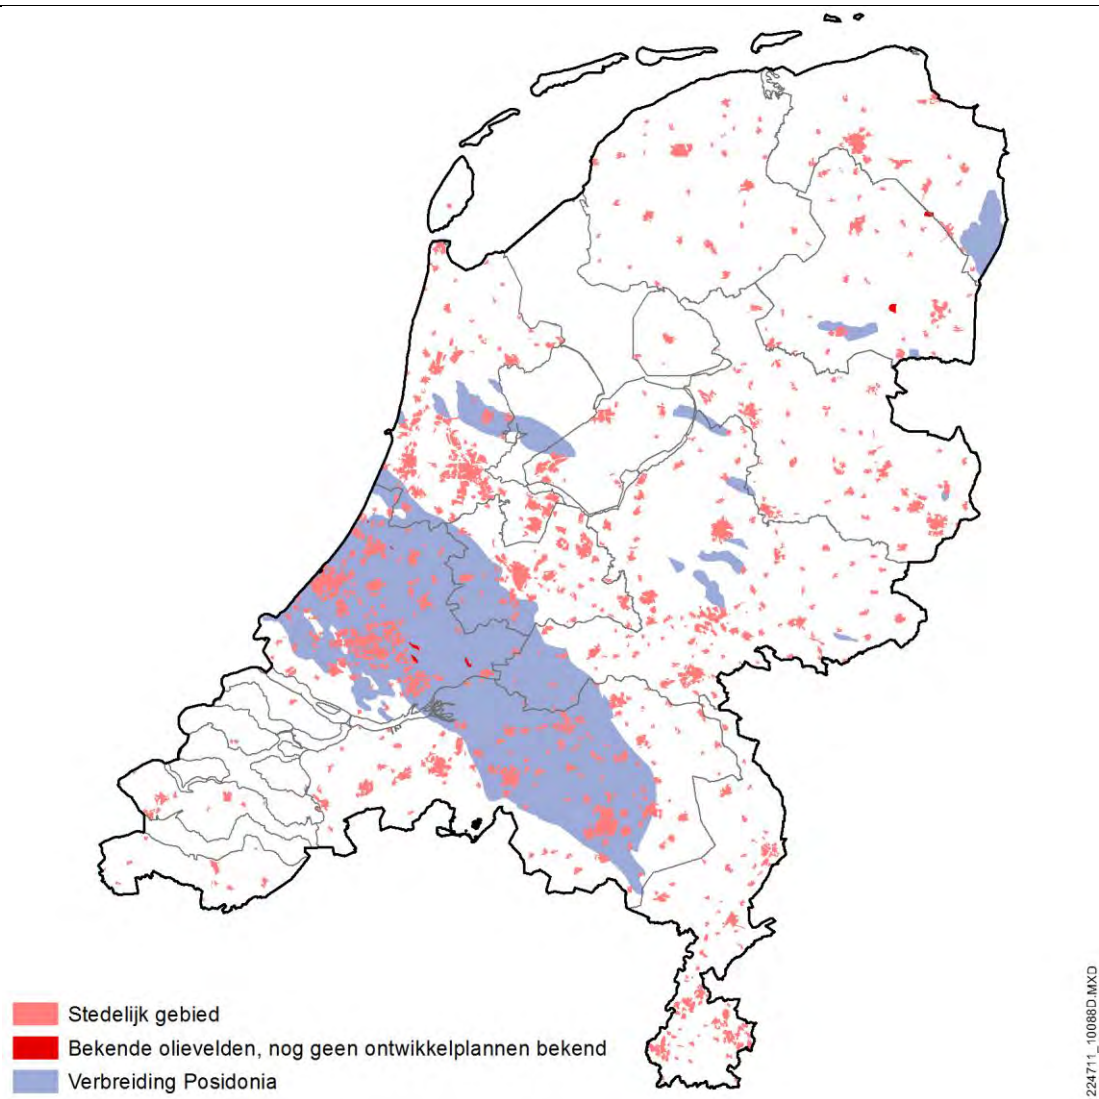 Stedelijk gebied
Bekende olievelden, nog geen ontwikkelplannen bekend
Verbreiding Posidonia
224711_10088D.MXD